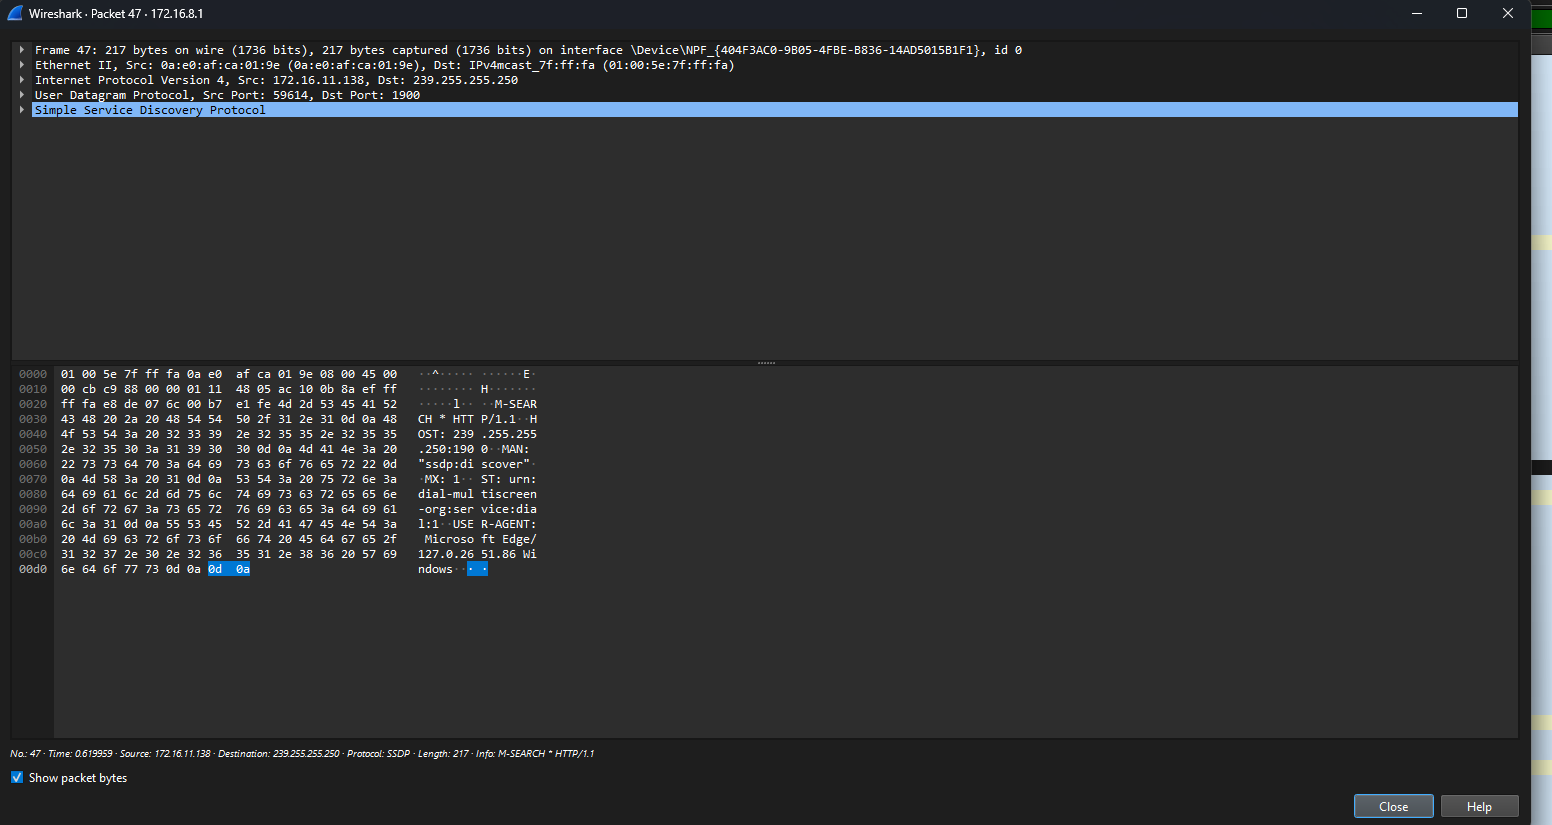 Wireshark · Packet 47 · 172.16.8.1
Frame 47: 217 bytes on wire (1736 bits), 217 bytes captured (1736 bits) on interface \Device\NPF_{404F3AC0-9B05-4FBE-B836-14AD5015B1F1}, id 0
Ethernet II, Src: 0a:e0:af:ca:01:9e (0a:e0:af:ca:01:9e), Dst: IPv4mcast_7f:ff:fa (01:00:5e:7f:ff:fa)
Internet Protocol Version 4, Src: 172.16.11.138, Dst: 239.255.255.250
User Datagram Protocol, Src Port: 59614, Dst Port: 1900
Simple Service Discovery Protocol
0000 01 00 5e 7f ff fa 0a e0 af ca 01 9e 08 00 45 00 ··^····· ······E·
0010 00 cb c9 88 00 00 01 11 48 05 ac 10 0b 8a ef ff ········ H·······
0020 ff fa e8 de 07 6c 00 b7 e1 fe 4d 2d 53 45 41 52 ·····l·· ··M-SEAR
0030 43 48 20 2a 20 48 54 54 50 2f 31 2e 31 0d 0a 48 CH * HTT P/1.1··H
0040 4f 53 54 3a 20 32 33 39 2e 32 35 35 2e 32 35 35 OST: 239 .255.255
0050 2e 32 35 30 3a 31 39 30 30 0d 0a 4d 41 4e 3a 20 .250:190 0··MAN:
0060 22 73 73 64 70 3a 64 69 73 63 6f 76 65 72 22 0d "ssdp:di scover"·
0070 0a 4d 58 3a 20 31 0d 0a 53 54 3a 20 75 72 6e 3a ·MX: 1·· ST: urn:
0080 64 69 61 6c 2d 6d 75 6c 74 69 73 63 72 65 65 6e dial-mul tiscreen
0090 2d 6f 72 67 3a 73 65 72 76 69 63 65 3a 64 69 61 -org:ser vice:dia
00a0 6c 3a 31 0d 0a 55 53 45 52 2d 41 47 45 4e 54 3a l:1··USE R-AGENT:
00b0 20 4d 69 63 72 6f 73 6f 66 74 20 45 64 67 65 2f Microso ft Edge/
00c0 31 32 37 2e 30 2e 32 36 35 31 2e 38 36 20 57 69 127.0.26 51.86 Wi
00d0 6e 64 6f 77 73 0d 0a 0d 0a ndows··· ·
No.: 47 · Time: 0.619959 · Source: 172.16.11.138 · Destination: 239.255.255.250 · Protocol: SSDP · Length: 217 · Info: M-SEARCH * HTTP/1.1
Show packet bytes
Close Help